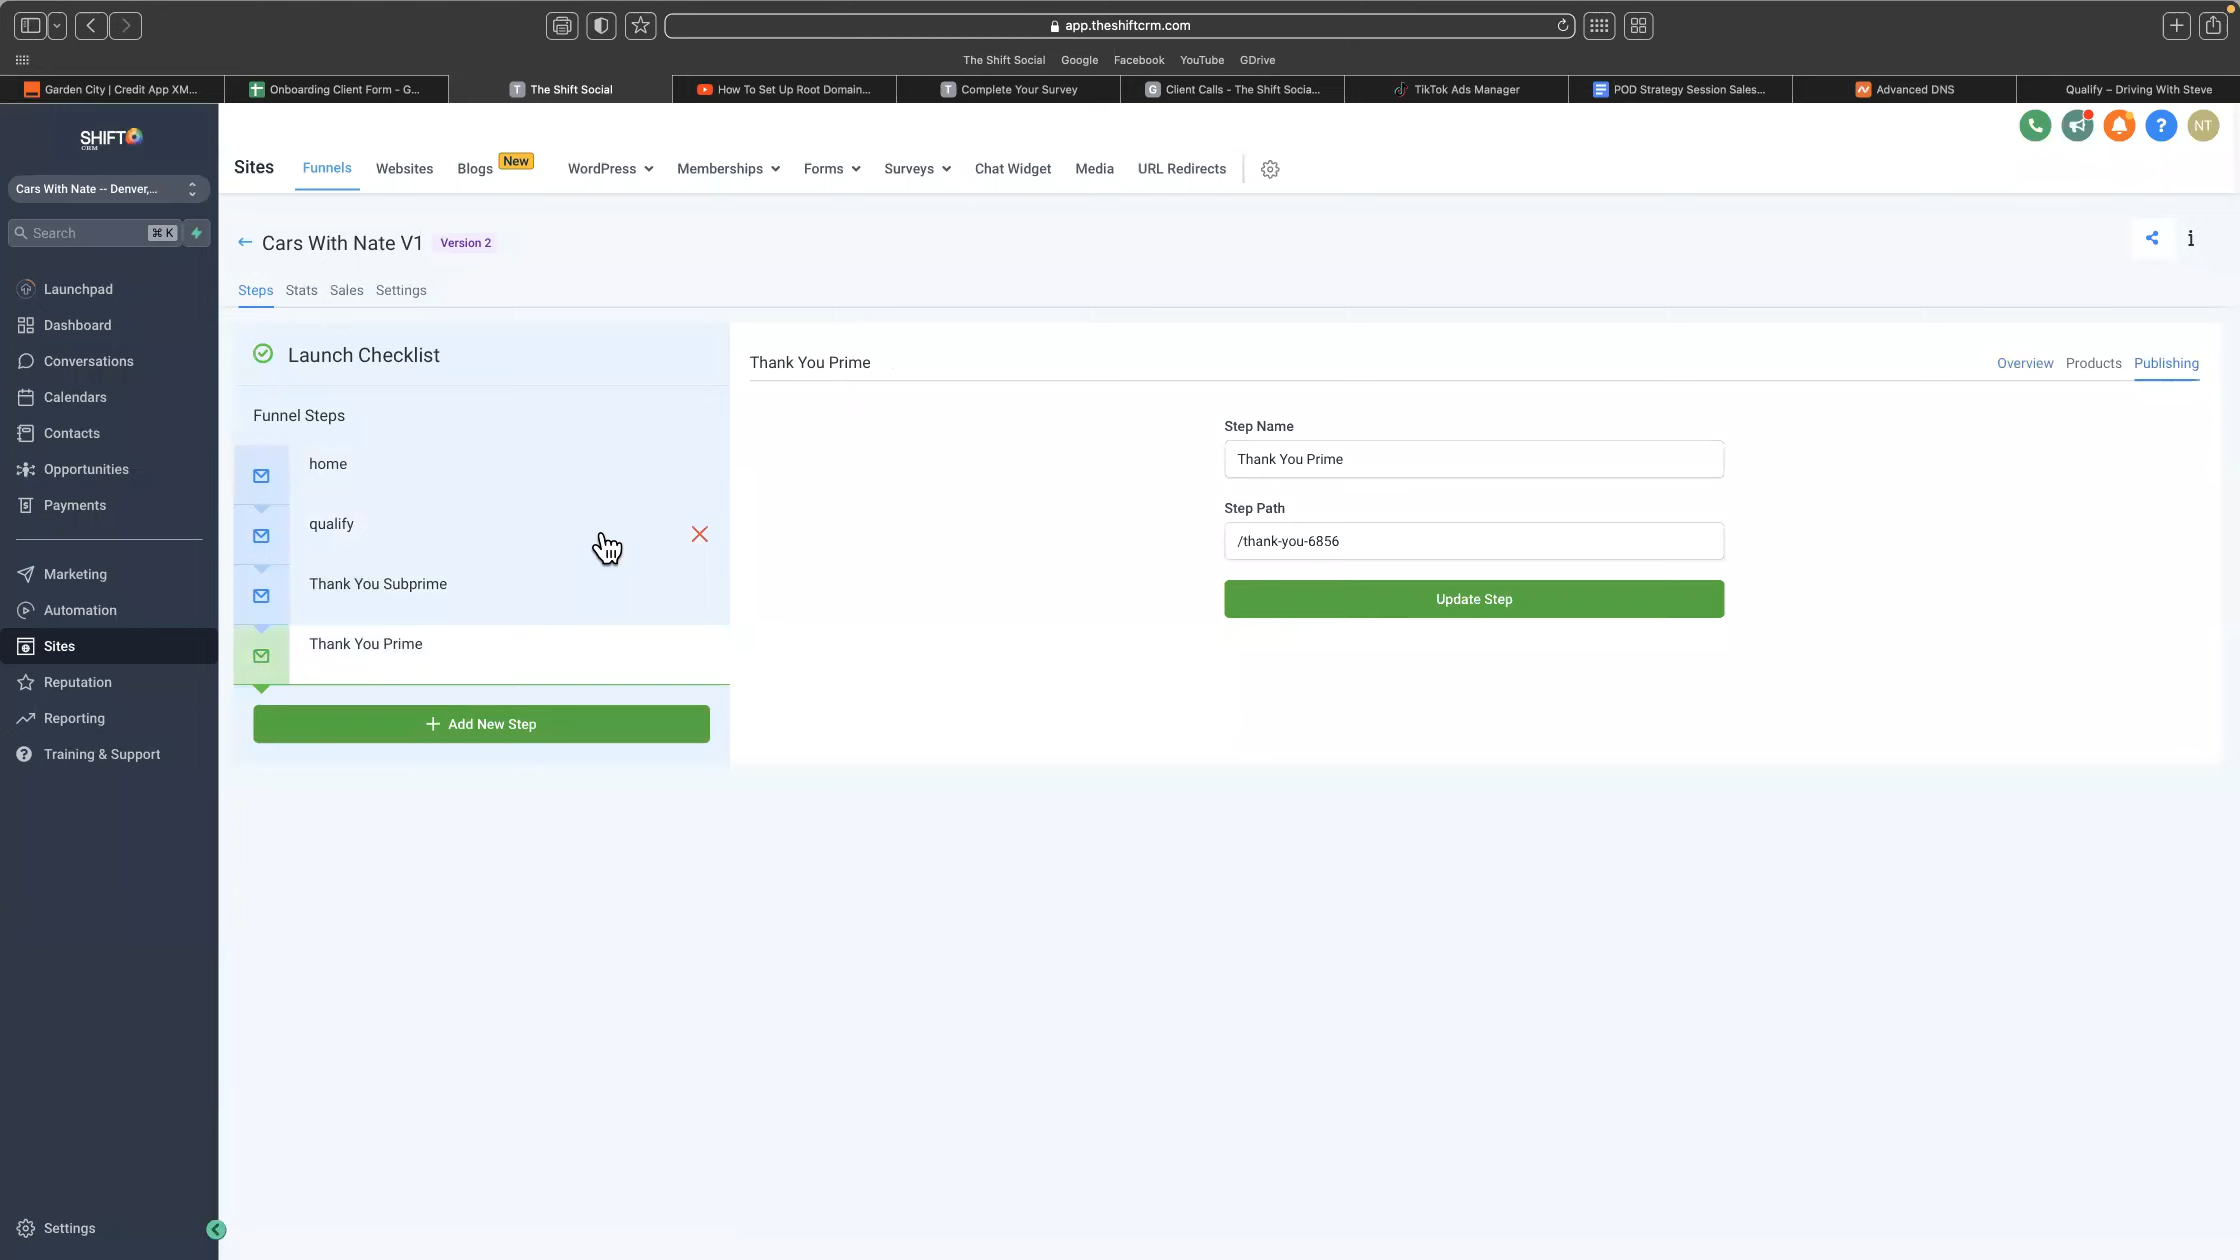 app.theshiftcrm.com
The Shift Social Google Facebook YouTube GDrive
Garden City | Credit App XM...
Onboarding Client Form - G...
T The Shift Social
How To Set Up Root Domain...
T Complete Your Survey
G Client Calls - The Shift Socia...
TikTok Ads Manager
POD Strategy Session Sales...
Advanced DNS
Qualify – Driving With Steve
SHIFT
CRM
NT
Sites Funnels Websites Blogs New WordPress Memberships Forms Surveys Chat Widget Media URL Redirects
Cars With Nate -- Denver,...
Search ⌘ K
Cars With Nate V1 Version 2
Steps Stats Sales Settings
Launchpad
Dashboard
Conversations
Calendars
Contacts
Opportunities
Payments
Marketing
Automation
Sites
Reputation
Reporting
Training & Support
Settings
Launch Checklist
Funnel Steps
home
qualify
Thank You Subprime
Thank You Prime
+ Add New Step
Thank You Prime
Overview Products Publishing
Step Name
Thank You Prime
Step Path
/thank-you-6856
Update Step